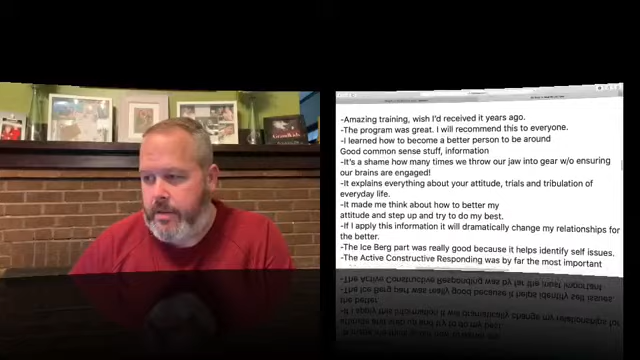 -Amazing training, wish I'd received it years ago.
-The program was great. I will recommend this to everyone.
-I learned how to become a better person to be around
Good common sense stuff, information
-It's a shame how many times we throw our jaw into gear w/o ensuring
our brains are engaged!
-It explains everything about your attitude, trials and tribulation of
everyday life.
-It made me think about how to better my
attitude and step up and try to do my best.
-If I apply this information it will dramatically change my relationships for
the better.
-The Ice Berg part was really good because it helps identify self issues.
-The Active Constructive Responding was by far the most important